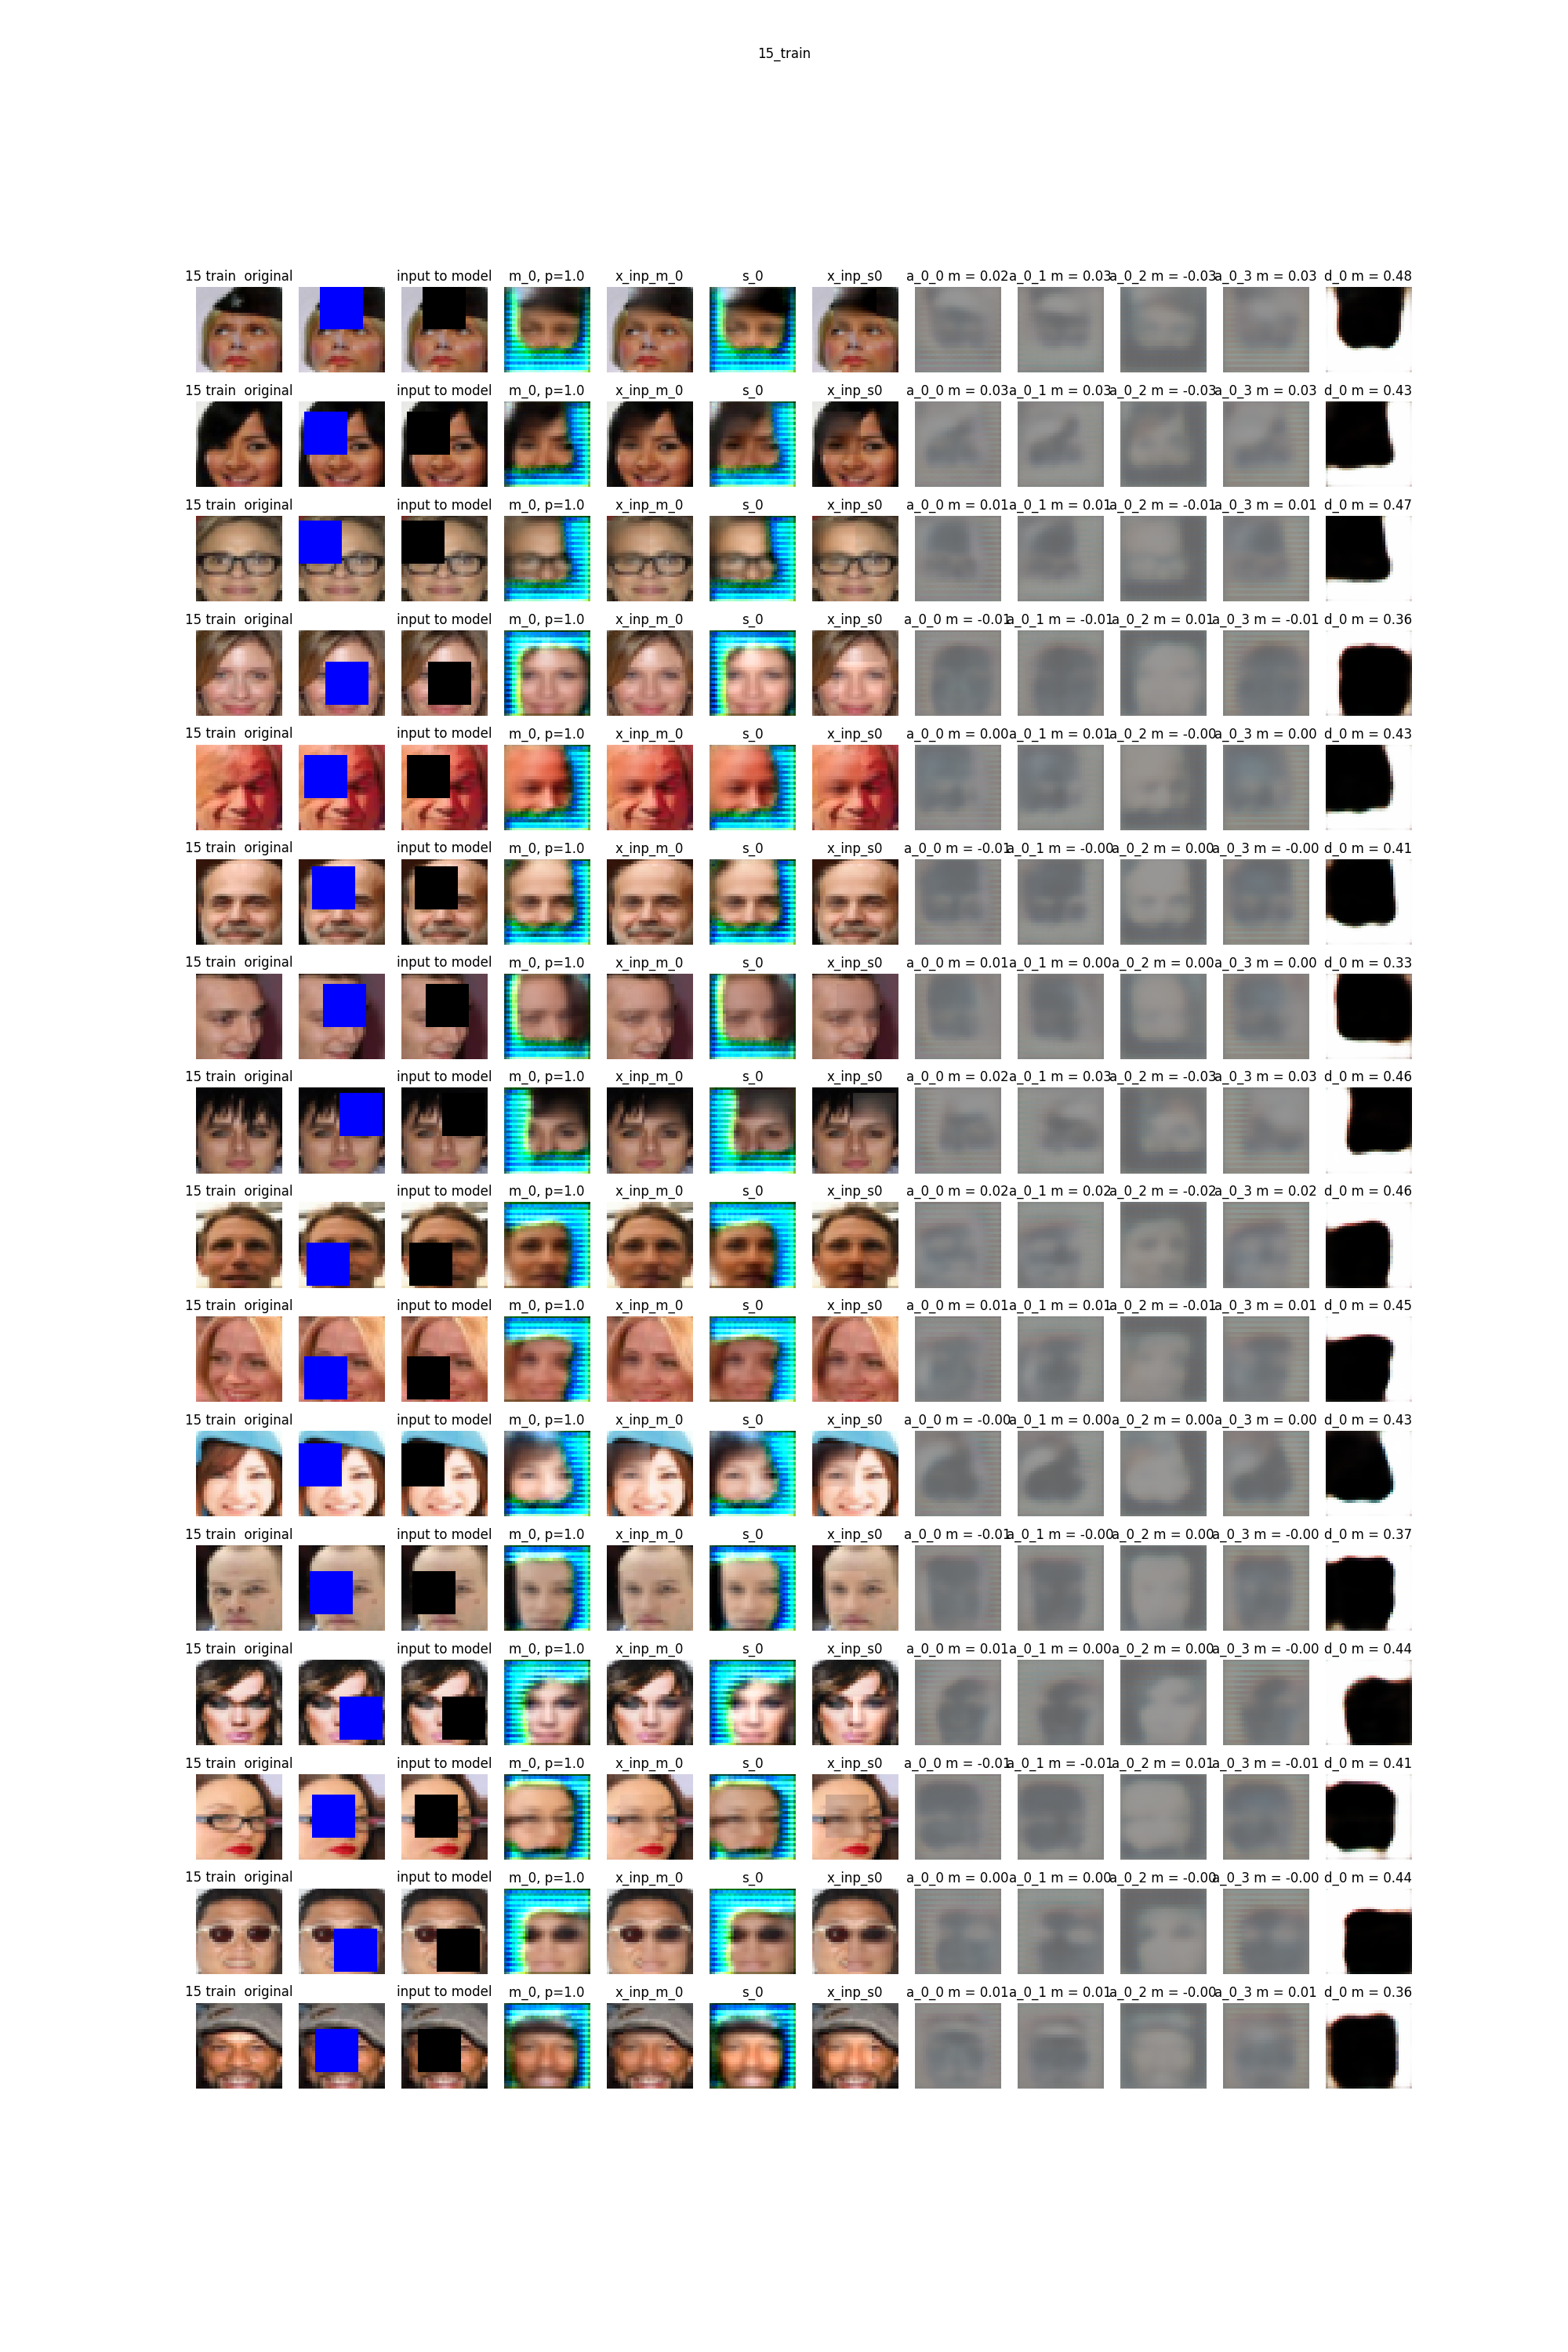 15_train
15 train original input to model m_0, p=1.0 x_inp_m_0 s_0 x_inp_s0 a_0_0 m = 0.02 a_0_1 m = 0.03 a_0_2 m = -0.03 a_0_3 m = 0.03 d_0 m = 0.48
15 train original input to model m_0, p=1.0 x_inp_m_0 s_0 x_inp_s0 a_0_0 m = 0.03 a_0_1 m = 0.03 a_0_2 m = -0.03 a_0_3 m = 0.03 d_0 m = 0.43
15 train original input to model m_0, p=1.0 x_inp_m_0 s_0 x_inp_s0 a_0_0 m = 0.01 a_0_1 m = 0.01 a_0_2 m = -0.01 a_0_3 m = 0.01 d_0 m = 0.47
15 train original input to model m_0, p=1.0 x_inp_m_0 s_0 x_inp_s0 a_0_0 m = -0.01 a_0_1 m = -0.01 a_0_2 m = 0.01 a_0_3 m = -0.01 d_0 m = 0.36
15 train original input to model m_0, p=1.0 x_inp_m_0 s_0 x_inp_s0 a_0_0 m = 0.00 a_0_1 m = 0.01 a_0_2 m = -0.00 a_0_3 m = 0.00 d_0 m = 0.43
15 train original input to model m_0, p=1.0 x_inp_m_0 s_0 x_inp_s0 a_0_0 m = -0.01 a_0_1 m = -0.00 a_0_2 m = 0.00 a_0_3 m = -0.00 d_0 m = 0.41
15 train original input to model m_0, p=1.0 x_inp_m_0 s_0 x_inp_s0 a_0_0 m = 0.01 a_0_1 m = 0.00 a_0_2 m = 0.00 a_0_3 m = 0.00 d_0 m = 0.33
15 train original input to model m_0, p=1.0 x_inp_m_0 s_0 x_inp_s0 a_0_0 m = 0.02 a_0_1 m = 0.03 a_0_2 m = -0.03 a_0_3 m = 0.03 d_0 m = 0.46
15 train original input to model m_0, p=1.0 x_inp_m_0 s_0 x_inp_s0 a_0_0 m = 0.02 a_0_1 m = 0.02 a_0_2 m = -0.02 a_0_3 m = 0.02 d_0 m = 0.46
15 train original input to model m_0, p=1.0 x_inp_m_0 s_0 x_inp_s0 a_0_0 m = 0.01 a_0_1 m = 0.01 a_0_2 m = -0.01 a_0_3 m = 0.01 d_0 m = 0.45
15 train original input to model m_0, p=1.0 x_inp_m_0 s_0 x_inp_s0 a_0_0 m = -0.00 a_0_1 m = 0.00 a_0_2 m = 0.00 a_0_3 m = 0.00 d_0 m = 0.43
15 train original input to model m_0, p=1.0 x_inp_m_0 s_0 x_inp_s0 a_0_0 m = -0.01 a_0_1 m = -0.00 a_0_2 m = 0.00 a_0_3 m = -0.00 d_0 m = 0.37
15 train original input to model m_0, p=1.0 x_inp_m_0 s_0 x_inp_s0 a_0_0 m = 0.01 a_0_1 m = 0.00 a_0_2 m = 0.00 a_0_3 m = -0.00 d_0 m = 0.44
15 train original input to model m_0, p=1.0 x_inp_m_0 s_0 x_inp_s0 a_0_0 m = -0.01 a_0_1 m = -0.01 a_0_2 m = 0.01 a_0_3 m = -0.01 d_0 m = 0.41
15 train original input to model m_0, p=1.0 x_inp_m_0 s_0 x_inp_s0 a_0_0 m = 0.00 a_0_1 m = 0.00 a_0_2 m = -0.00 a_0_3 m = -0.00 d_0 m = 0.44
15 train original input to model m_0, p=1.0 x_inp_m_0 s_0 x_inp_s0 a_0_0 m = 0.01 a_0_1 m = 0.01 a_0_2 m = -0.00 a_0_3 m = 0.01 d_0 m = 0.36